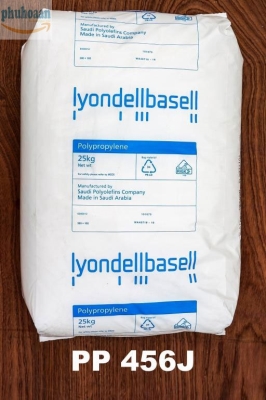 phuhoaan
Manufactured by
Saudi Polyolefins Company
Made in Saudi Arabia
lyondellbasell
Polypropylene
25kg
Net wt.
Manufactured by
Saudi Polyolefins Company
Made in Saudi Arabia
lyondellbasell
Polypropylene
25kg
Net wt.
PP 456J